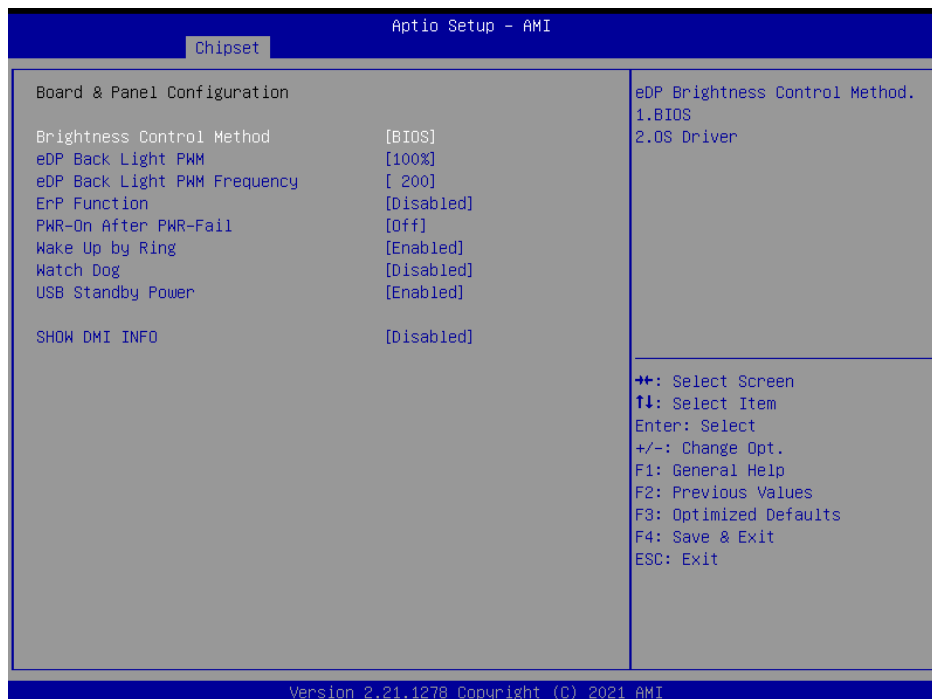 Aptio Setup – AMI
Chipset
Board & Panel Configuration
Brightness Control Method [BIOS]
eDP Back Light PWM [100%]
eDP Back Light PWM Frequency [ 200]
ErP Function [Disabled]
PWR-On After PWR-Fail [Off]
Wake Up by Ring [Enabled]
Watch Dog [Disabled]
USB Standby Power [Enabled]
SHOW DMI INFO [Disabled]
eDP Brightness Control Method.
1.BIOS
2.OS Driver
→←: Select Screen
↑↓: Select Item
Enter: Select
+/-: Change Opt.
F1: General Help
F2: Previous Values
F3: Optimized Defaults
F4: Save & Exit
ESC: Exit
Version 2.21.1278 Copyright (C) 2021 AMI